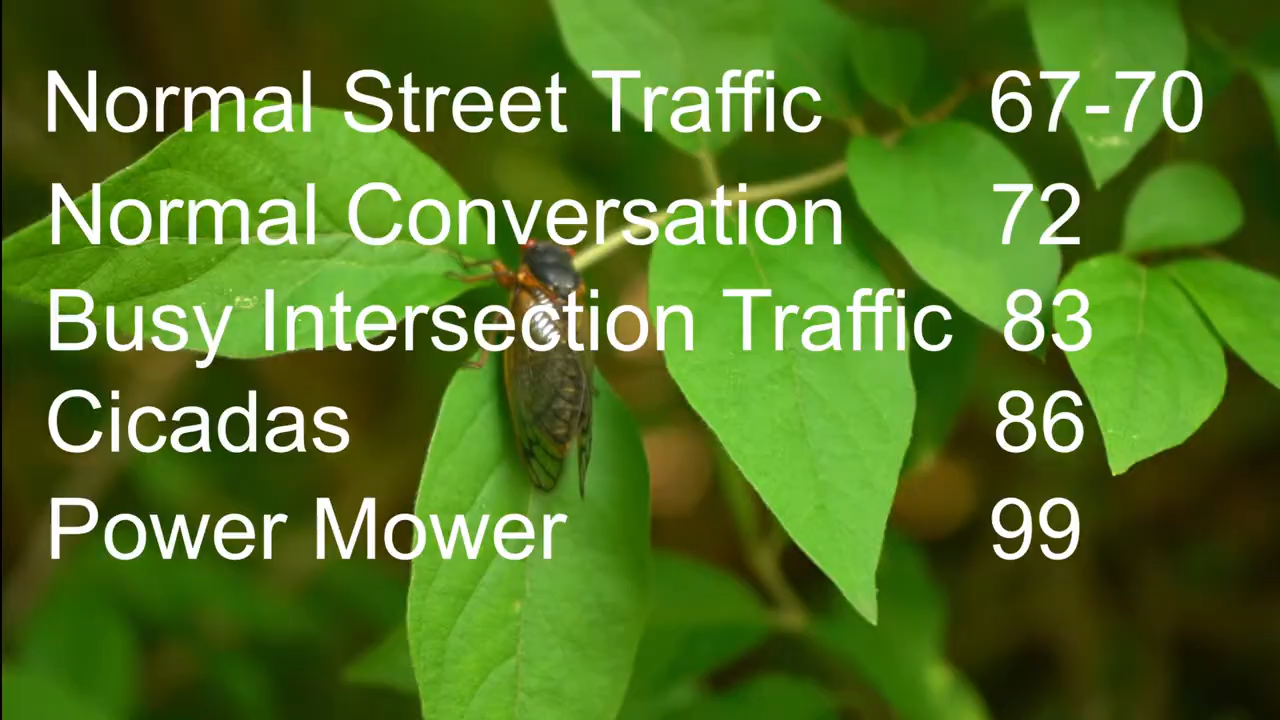 Normal Street Traffic 67-70
Normal Conversation 72
Busy Intersection Traffic 83
Cicadas 86
Power Mower 99